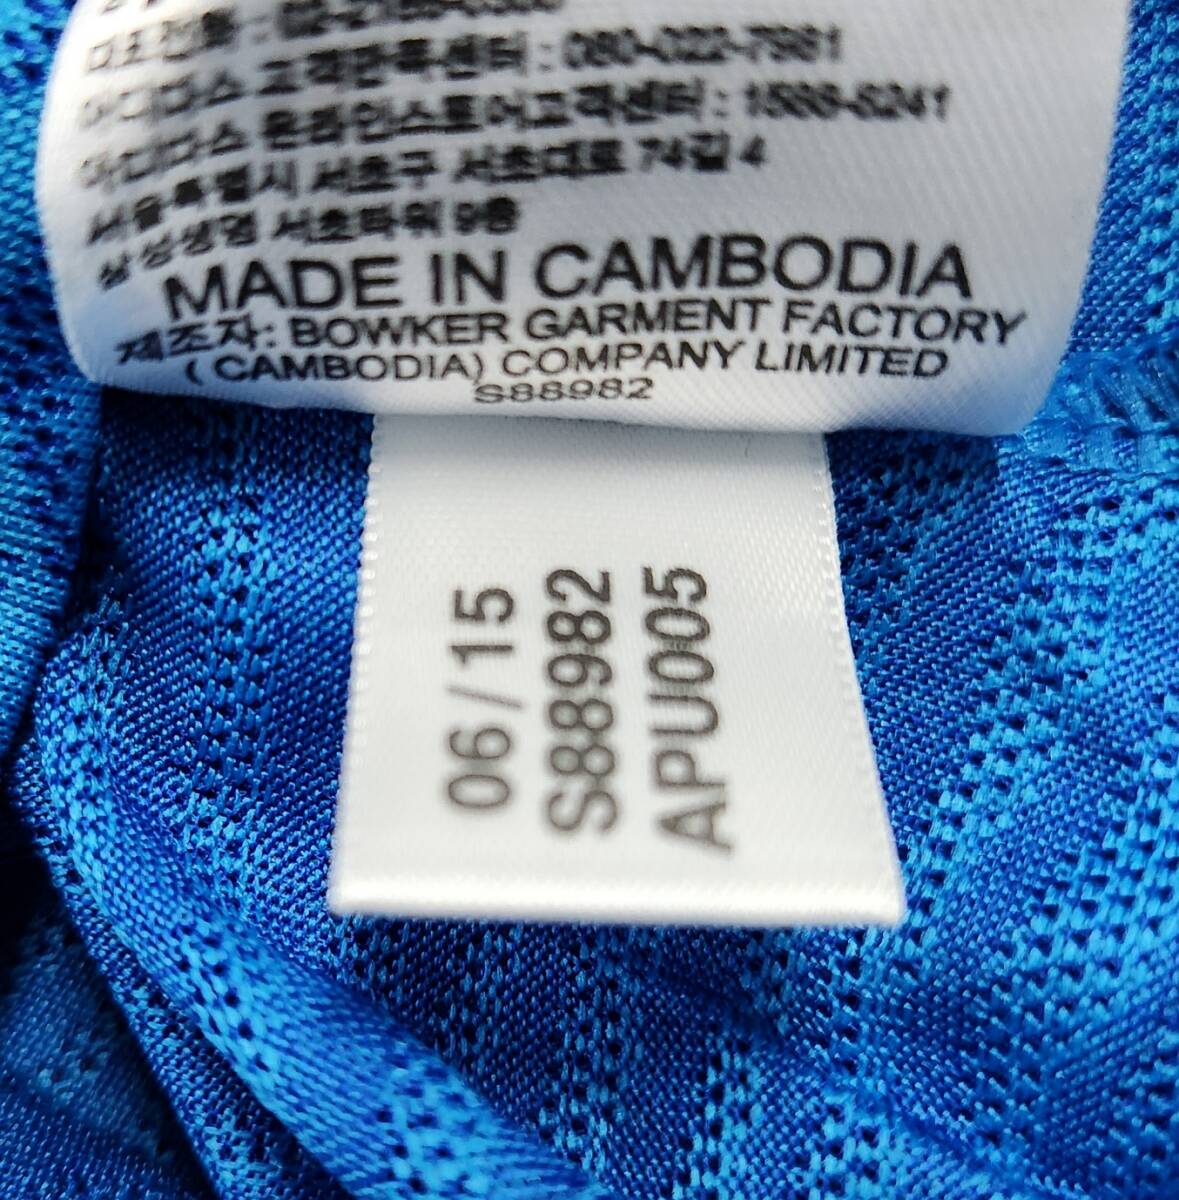 아디다스 고객만족센터 : 080-022-7981
아디다스 온라인스토어고객센터 : 1588-8241
서울특별시 서초구 서초대로 74길 4
삼성생명 서초타워 9층
MADE IN CAMBODIA
제조자: BOWKER GARMENT FACTORY
( CAMBODIA) COMPANY LIMITED
S88982
06/15
S88982
APU005